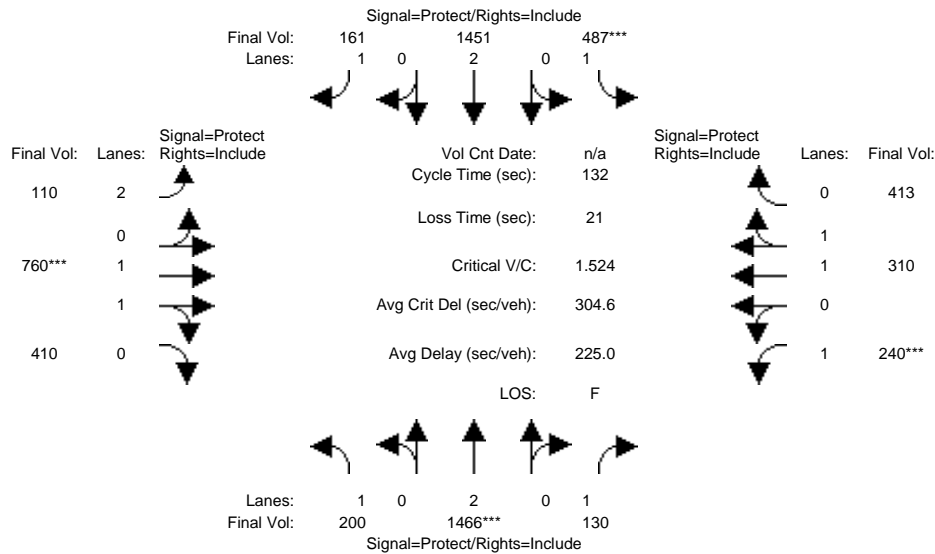 Signal=Protect/Rights=Include
Final Vol: 161 1451 487***
Lanes: 1 0 2 0 1
Signal=Protect Signal=Protect
Final Vol: Lanes: Rights=Include Vol Cnt Date: n/a Rights=Include Lanes: Final Vol:
Cycle Time (sec): 132
110 2 0 413
Loss Time (sec): 21
0 1
760*** 1 Critical V/C: 1.524 1 310
1 Avg Crit Del (sec/veh): 304.6 0
410 0 Avg Delay (sec/veh): 225.0 1 240***
LOS: F
Lanes: 1 0 2 0 1
Final Vol: 200 1466*** 130
Signal=Protect/Rights=Include